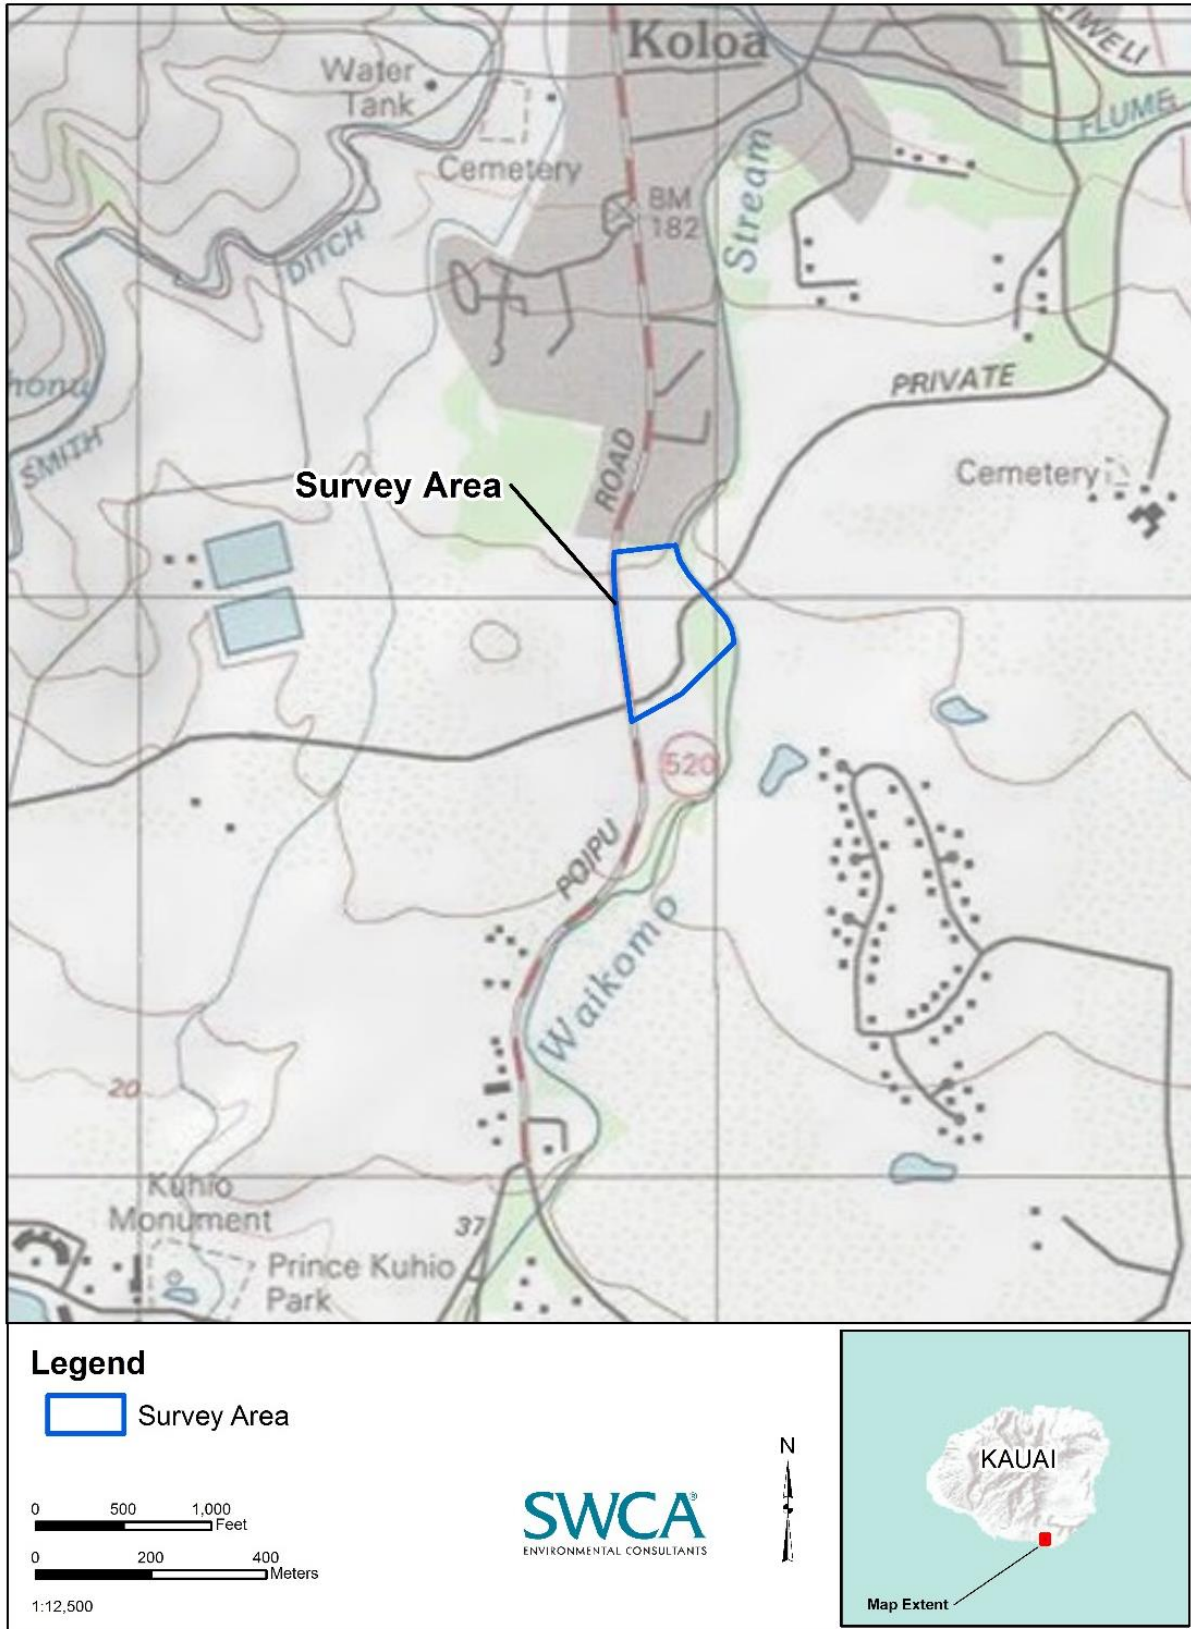 Koloa
EIWELI
Water
Tank
FLUME
Cemetery
Stream
BM
182
DITCH
honu
PRIVATE
SMITH
ROAD
Cemetery
Survey Area
520
POIPU
Waikomo
20
Kuhio
Monument
37
Prince Kuhio
Park
Legend
Survey Area
0 500 1,000
Feet
0 200 400
Meters
1:12,500
SWCA®
ENVIRONMENTAL CONSULTANTS
N
KAUAI
Map Extent